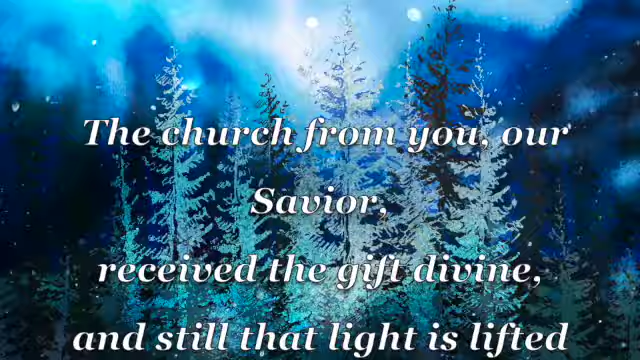 The church from you, our
Savior,
received the gift divine,
and still that light is lifted